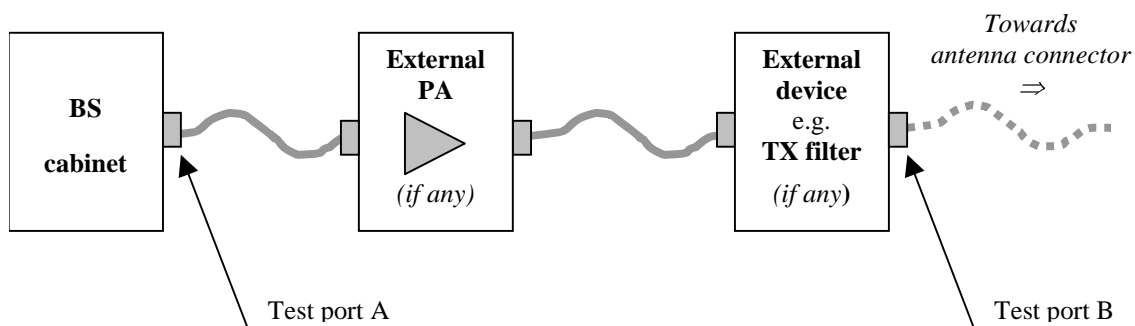 BS
cabinet
External
PA
(if any)
External
device
e.g.
TX filter
(if any)
Towards
antenna connector
⇒
Test port A
Test port B